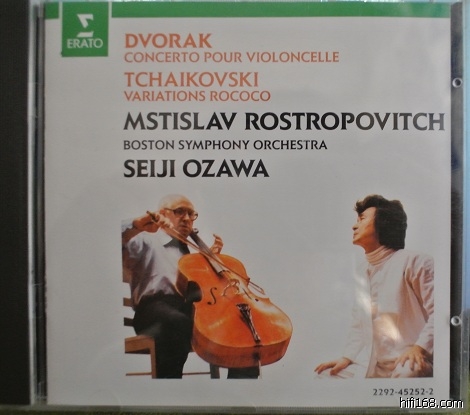 ERATO
DVORAK
CONCERTO POUR VIOLONCELLE
TCHAIKOVSKI
VARIATIONS ROCOCO
MSTISLAV ROSTROPOVITCH
BOSTON SYMPHONY ORCHESTRA
SEIJI OZAWA
2292-45252-2
hifi168.com